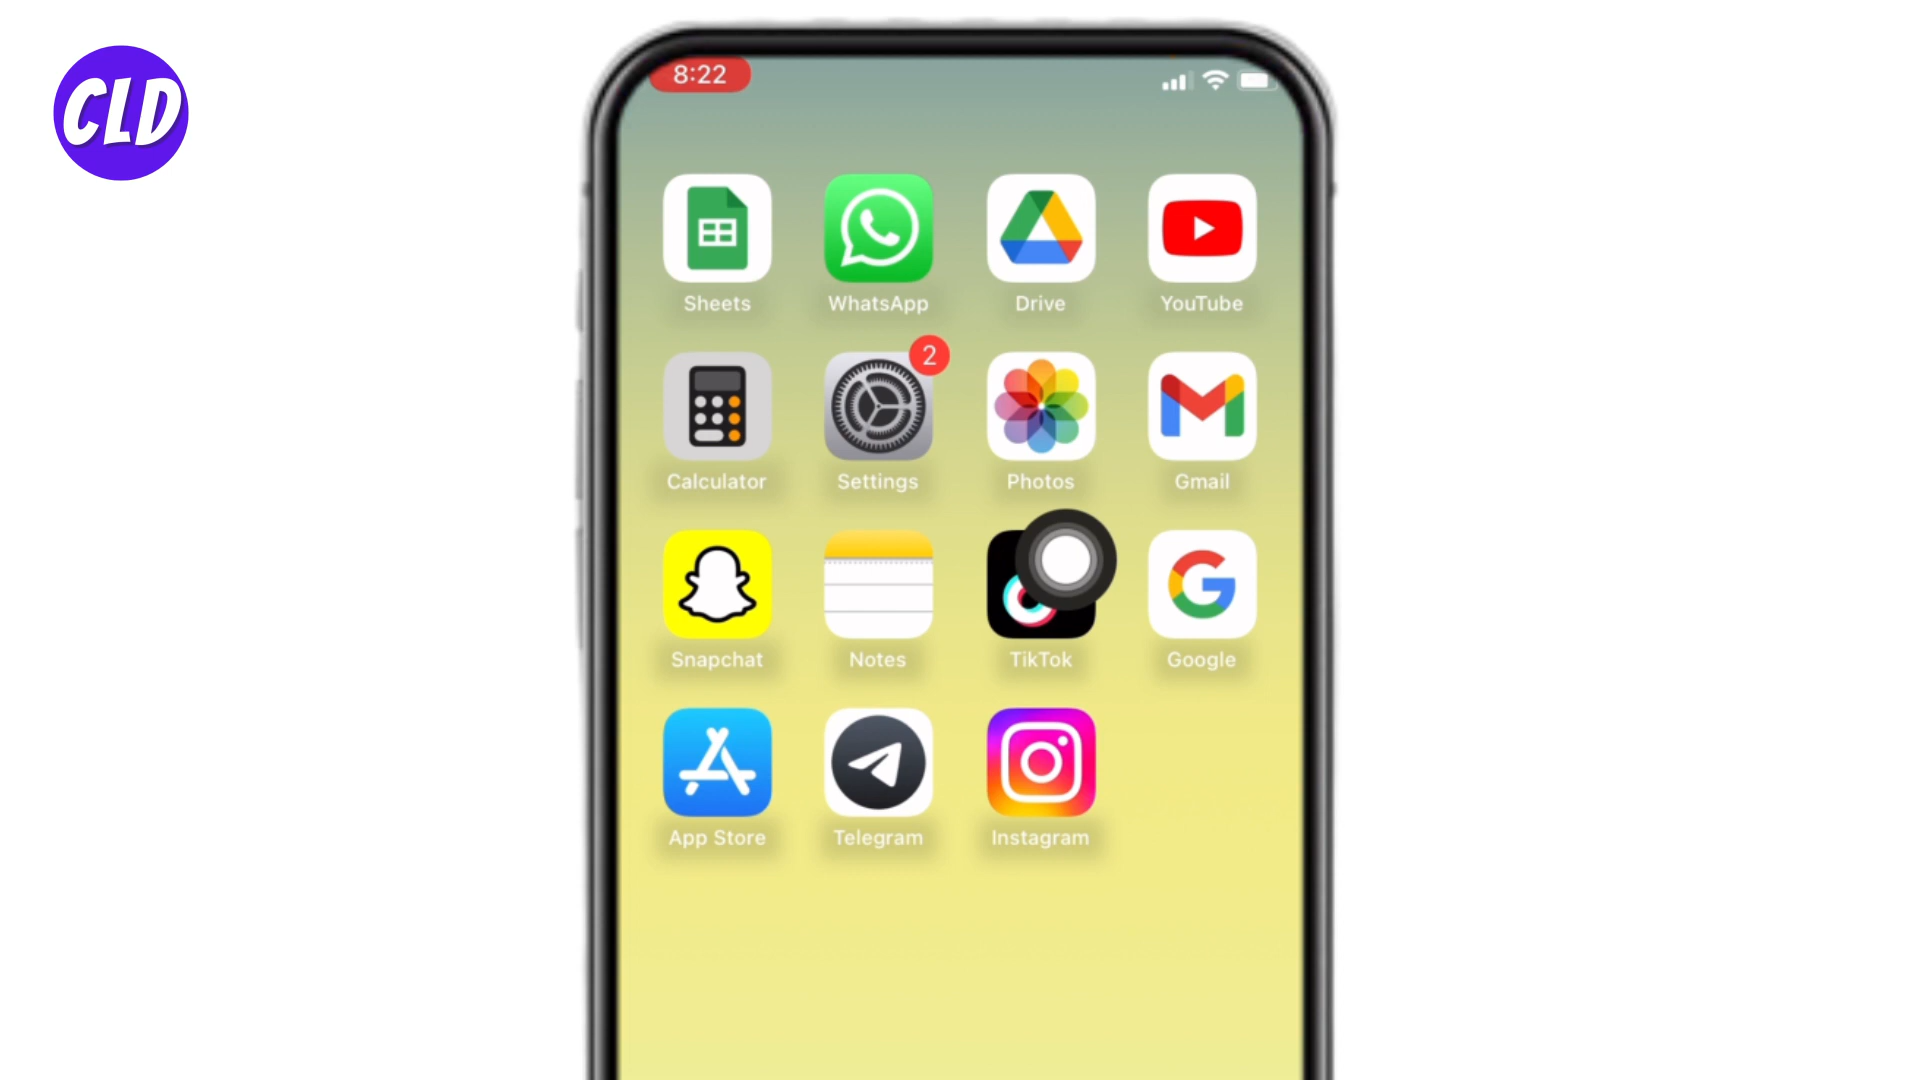 CLD
8:22
Sheets WhatsApp Drive YouTube
2
Calculator Settings Photos Gmail
Snapchat Notes TikTok Google
App Store Telegram Instagram